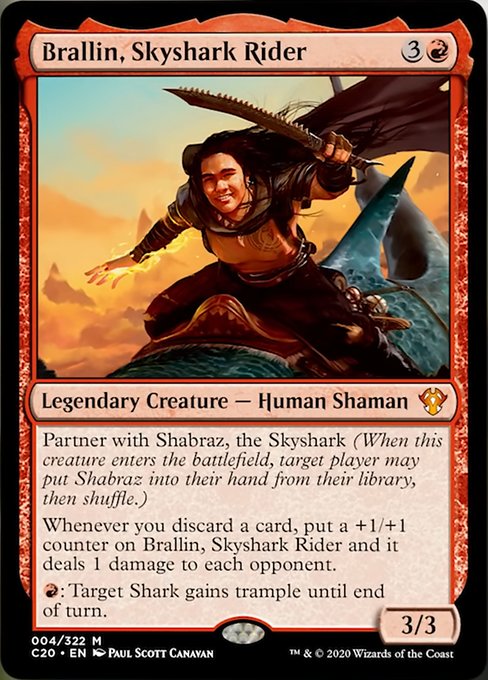 Brallin, Skyshark Rider 3
Legendary Creature — Human Shaman
Partner with Shabraz, the Skyshark (When this
creature enters the battlefield, target player may
put Shabraz into their hand from their library,
then shuffle.)
Whenever you discard a card, put a +1/+1
counter on Brallin, Skyshark Rider and it
deals 1 damage to each opponent.
: Target Shark gains trample until end
of turn.
3/3
004/322 M
C20 • EN Paul Scott Canavan
™ & © 2020 Wizards of the Coast